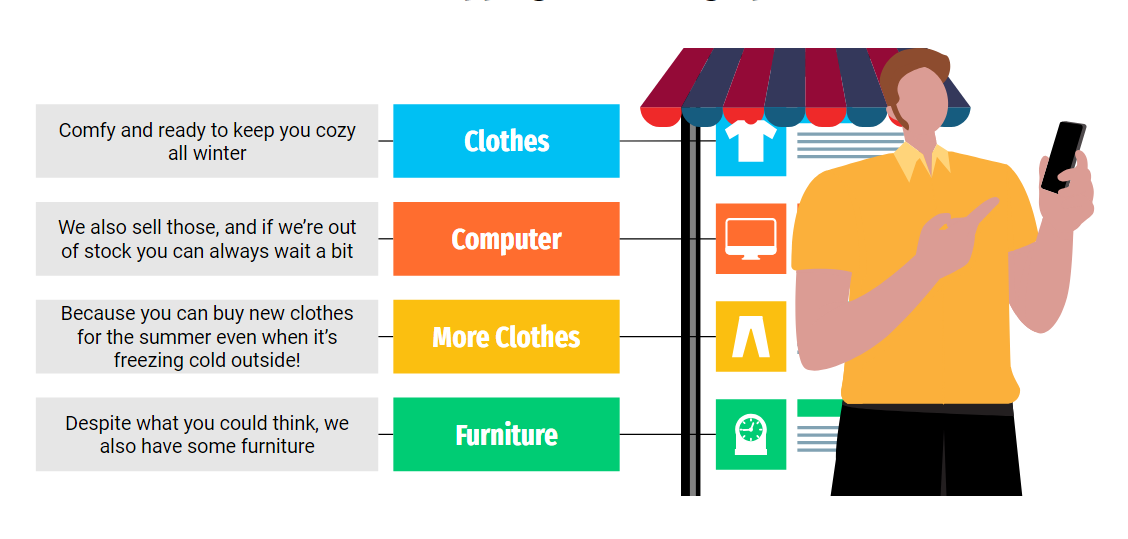 Comfy and ready to keep you cozy
all winter
Clothes
We also sell those, and if we’re out
of stock you can always wait a bit
Computer
Because you can buy new clothes
for the summer even when it’s
freezing cold outside!
More Clothes
Despite what you could think, we
also have some furniture
Furniture